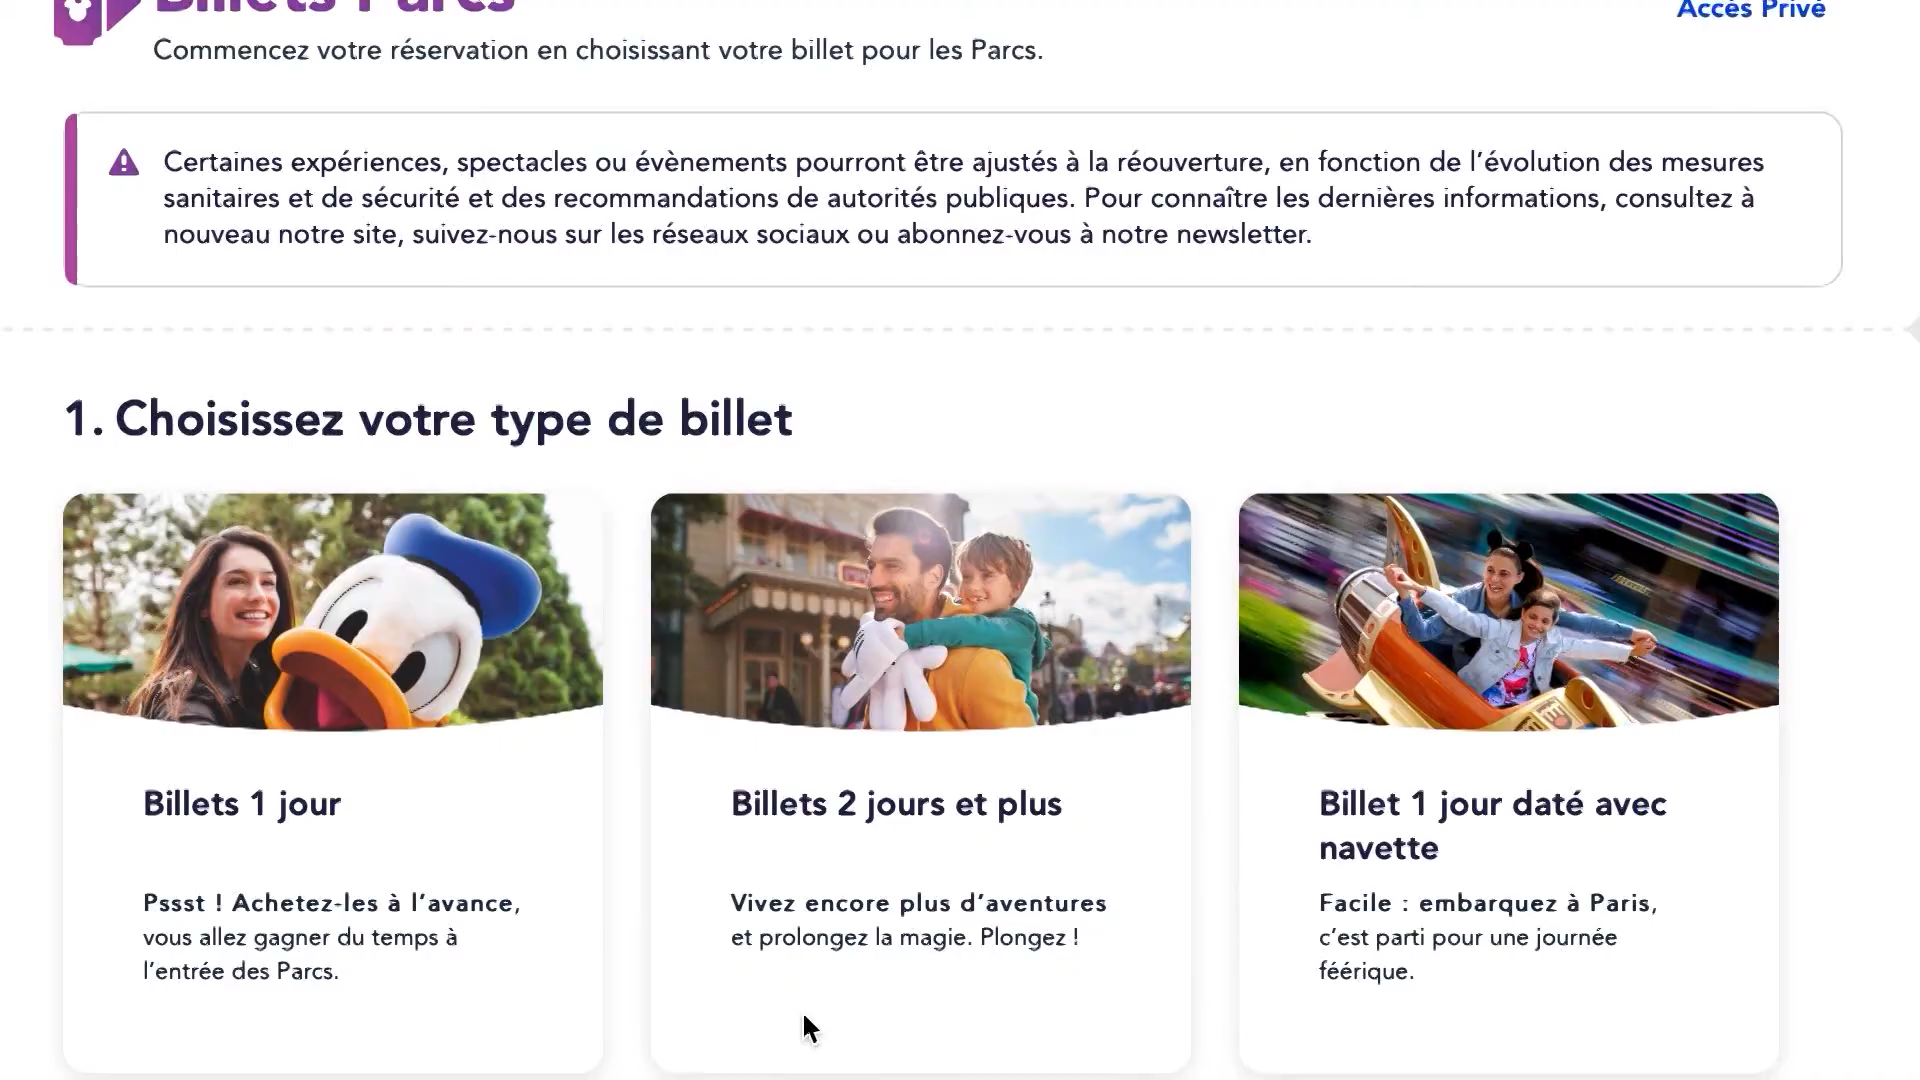 Billets Parcs
Accès Privé
Commencez votre réservation en choisissant votre billet pour les Parcs.
Certaines expériences, spectacles ou évènements pourront être ajustés à la réouverture, en fonction de l'évolution des mesures
sanitaires et de sécurité et des recommandations de autorités publiques. Pour connaître les dernières informations, consultez à
nouveau notre site, suivez-nous sur les réseaux sociaux ou abonnez-vous à notre newsletter.
1. Choisissez votre type de billet
Billets 1 jour
Pssst ! Achetez-les à l'avance,
vous allez gagner du temps à
l'entrée des Parcs.
Billets 2 jours et plus
Vivez encore plus d'aventures
et prolongez la magie. Plongez !
Billet 1 jour daté avec
navette
Facile : embarquez à Paris,
c'est parti pour une journée
féérique.